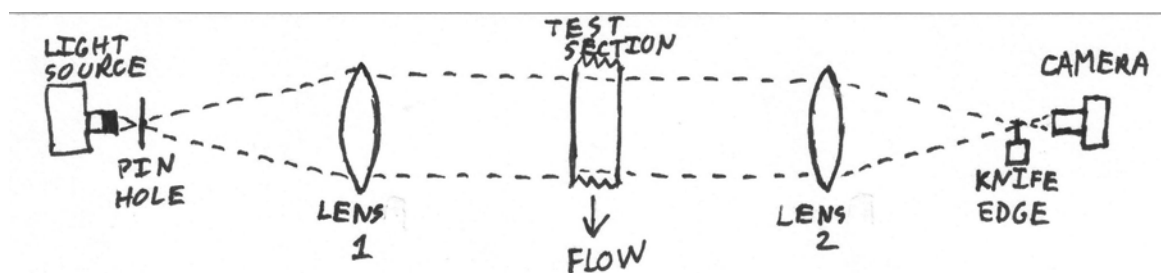 LIGHT
SOURCE
PIN
HOLE
LENS
1
TEST
SECTION
FLOW
LENS
2
KNIFE
EDGE
CAMERA